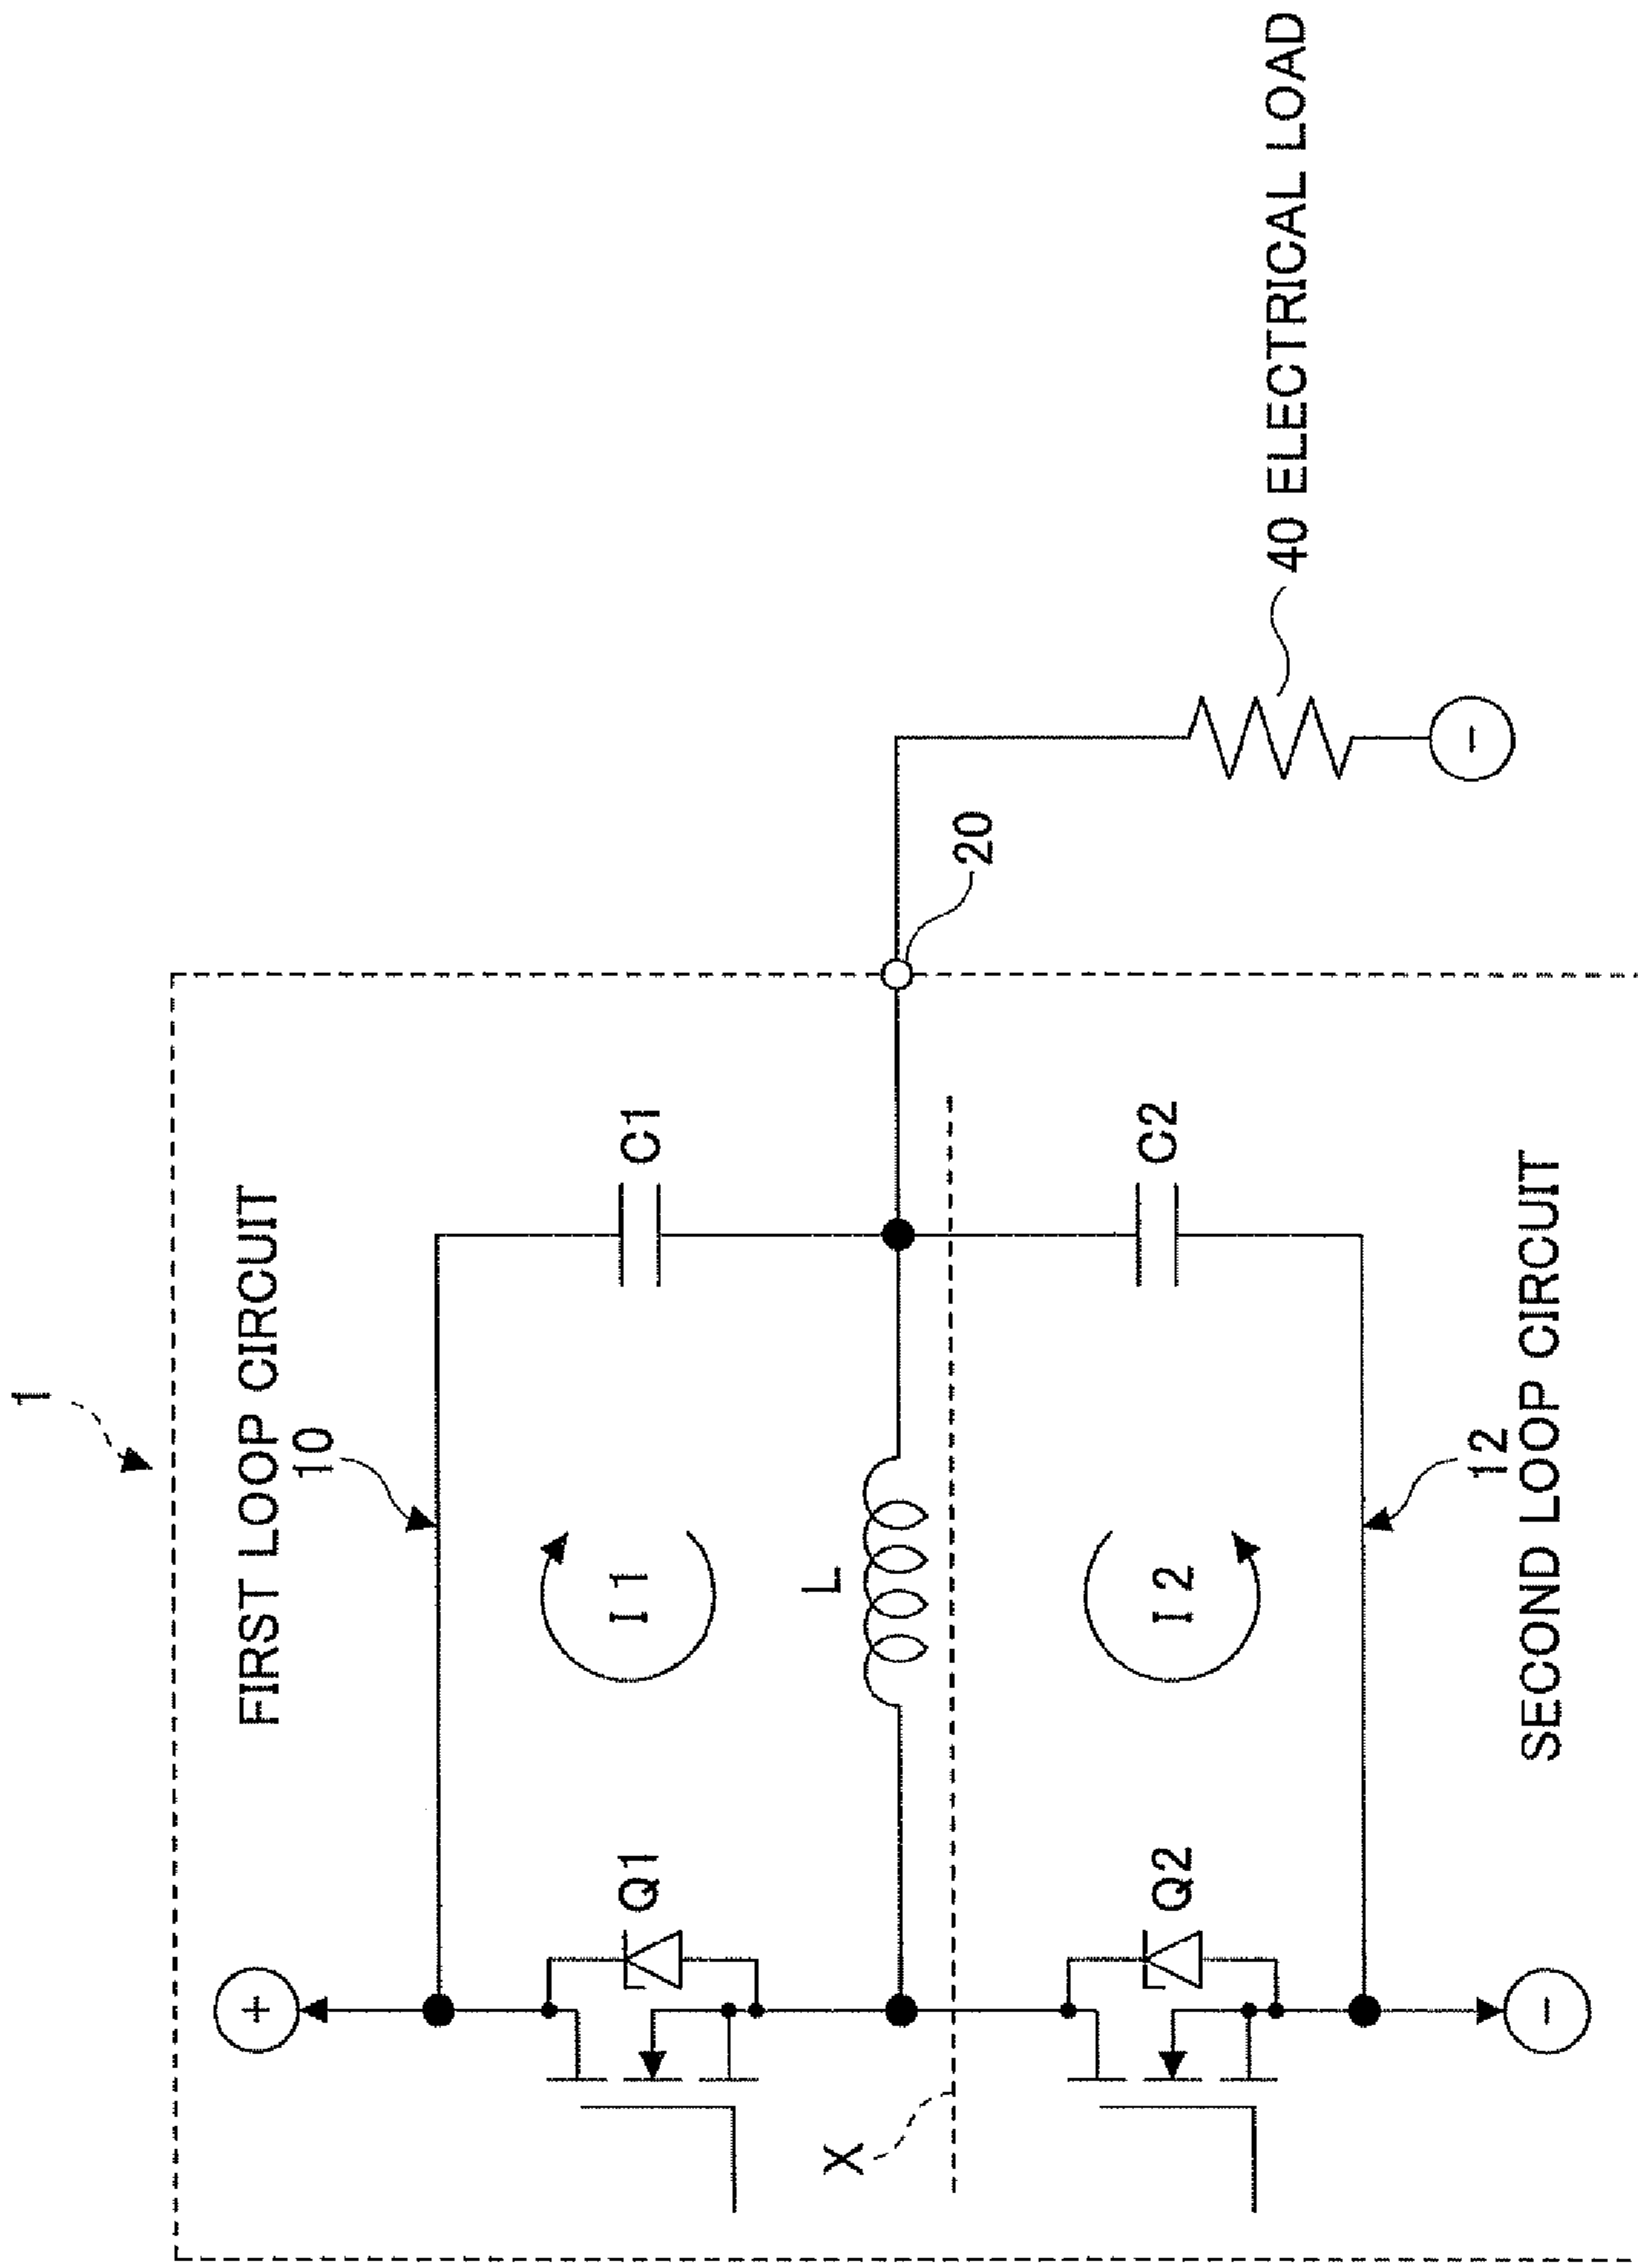 1
FIRST LOOP CIRCUIT
10
+
Q1
I1
C1
L
X
20
40 ELECTRICAL LOAD
Q2
I2
C2
12
SECOND LOOP CIRCUIT
-
-